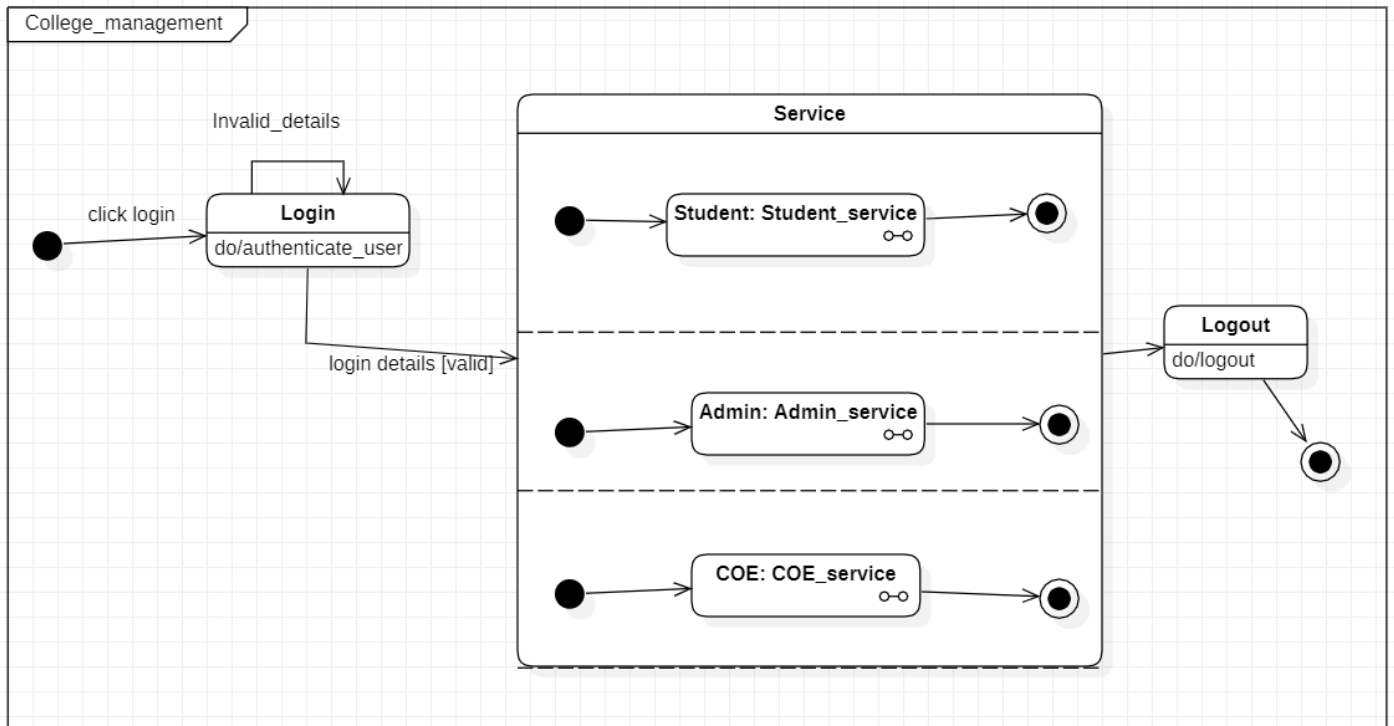 College_management
Invalid_details
click login
Login
do/authenticate_user
login details [valid]
Service
Student: Student_service
Admin: Admin_service
COE: COE_service
Logout
do/logout